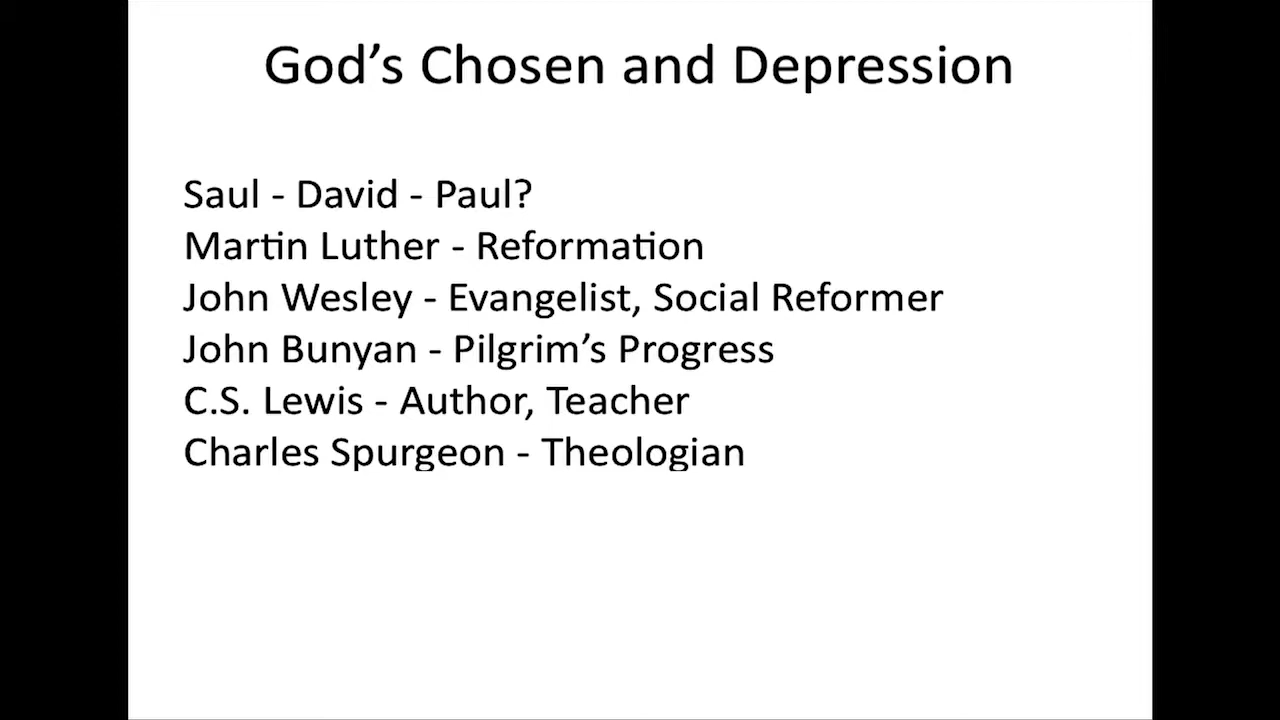 God’s Chosen and Depression
Saul - David - Paul?
Martin Luther - Reformation
John Wesley - Evangelist, Social Reformer
John Bunyan - Pilgrim’s Progress
C.S. Lewis - Author, Teacher
Charles Spurgeon - Theologian